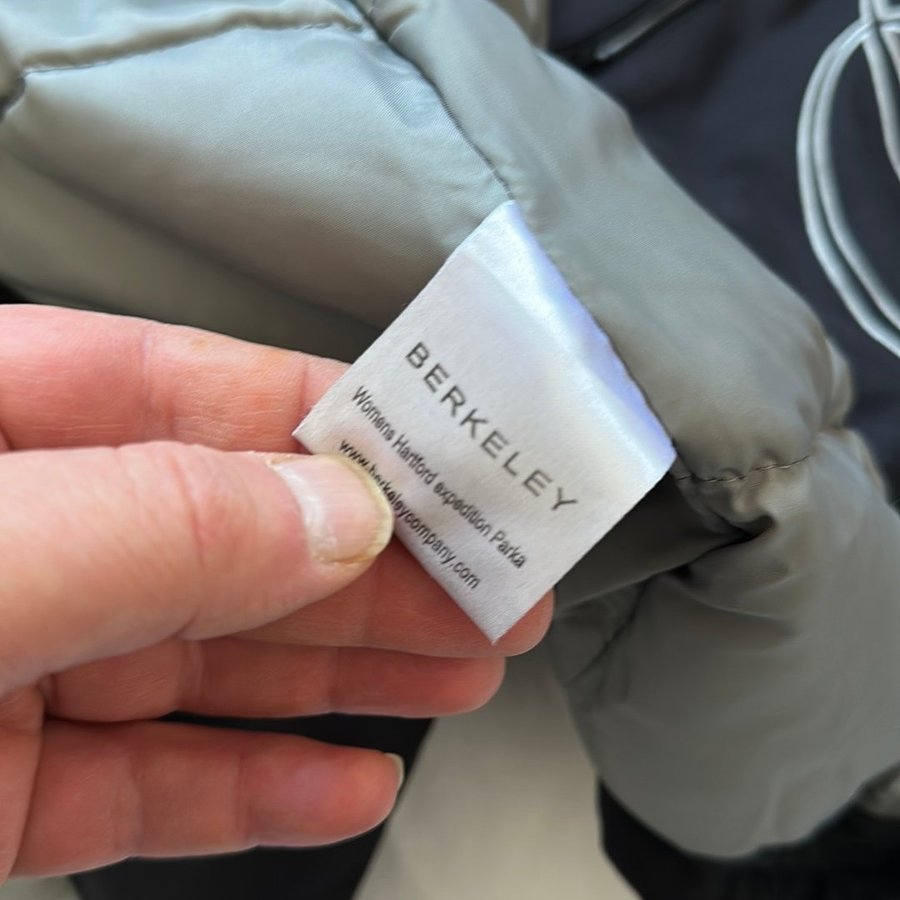 BERKELEY
Womens Hartford expedition Parka
www.berkeleycompany.com